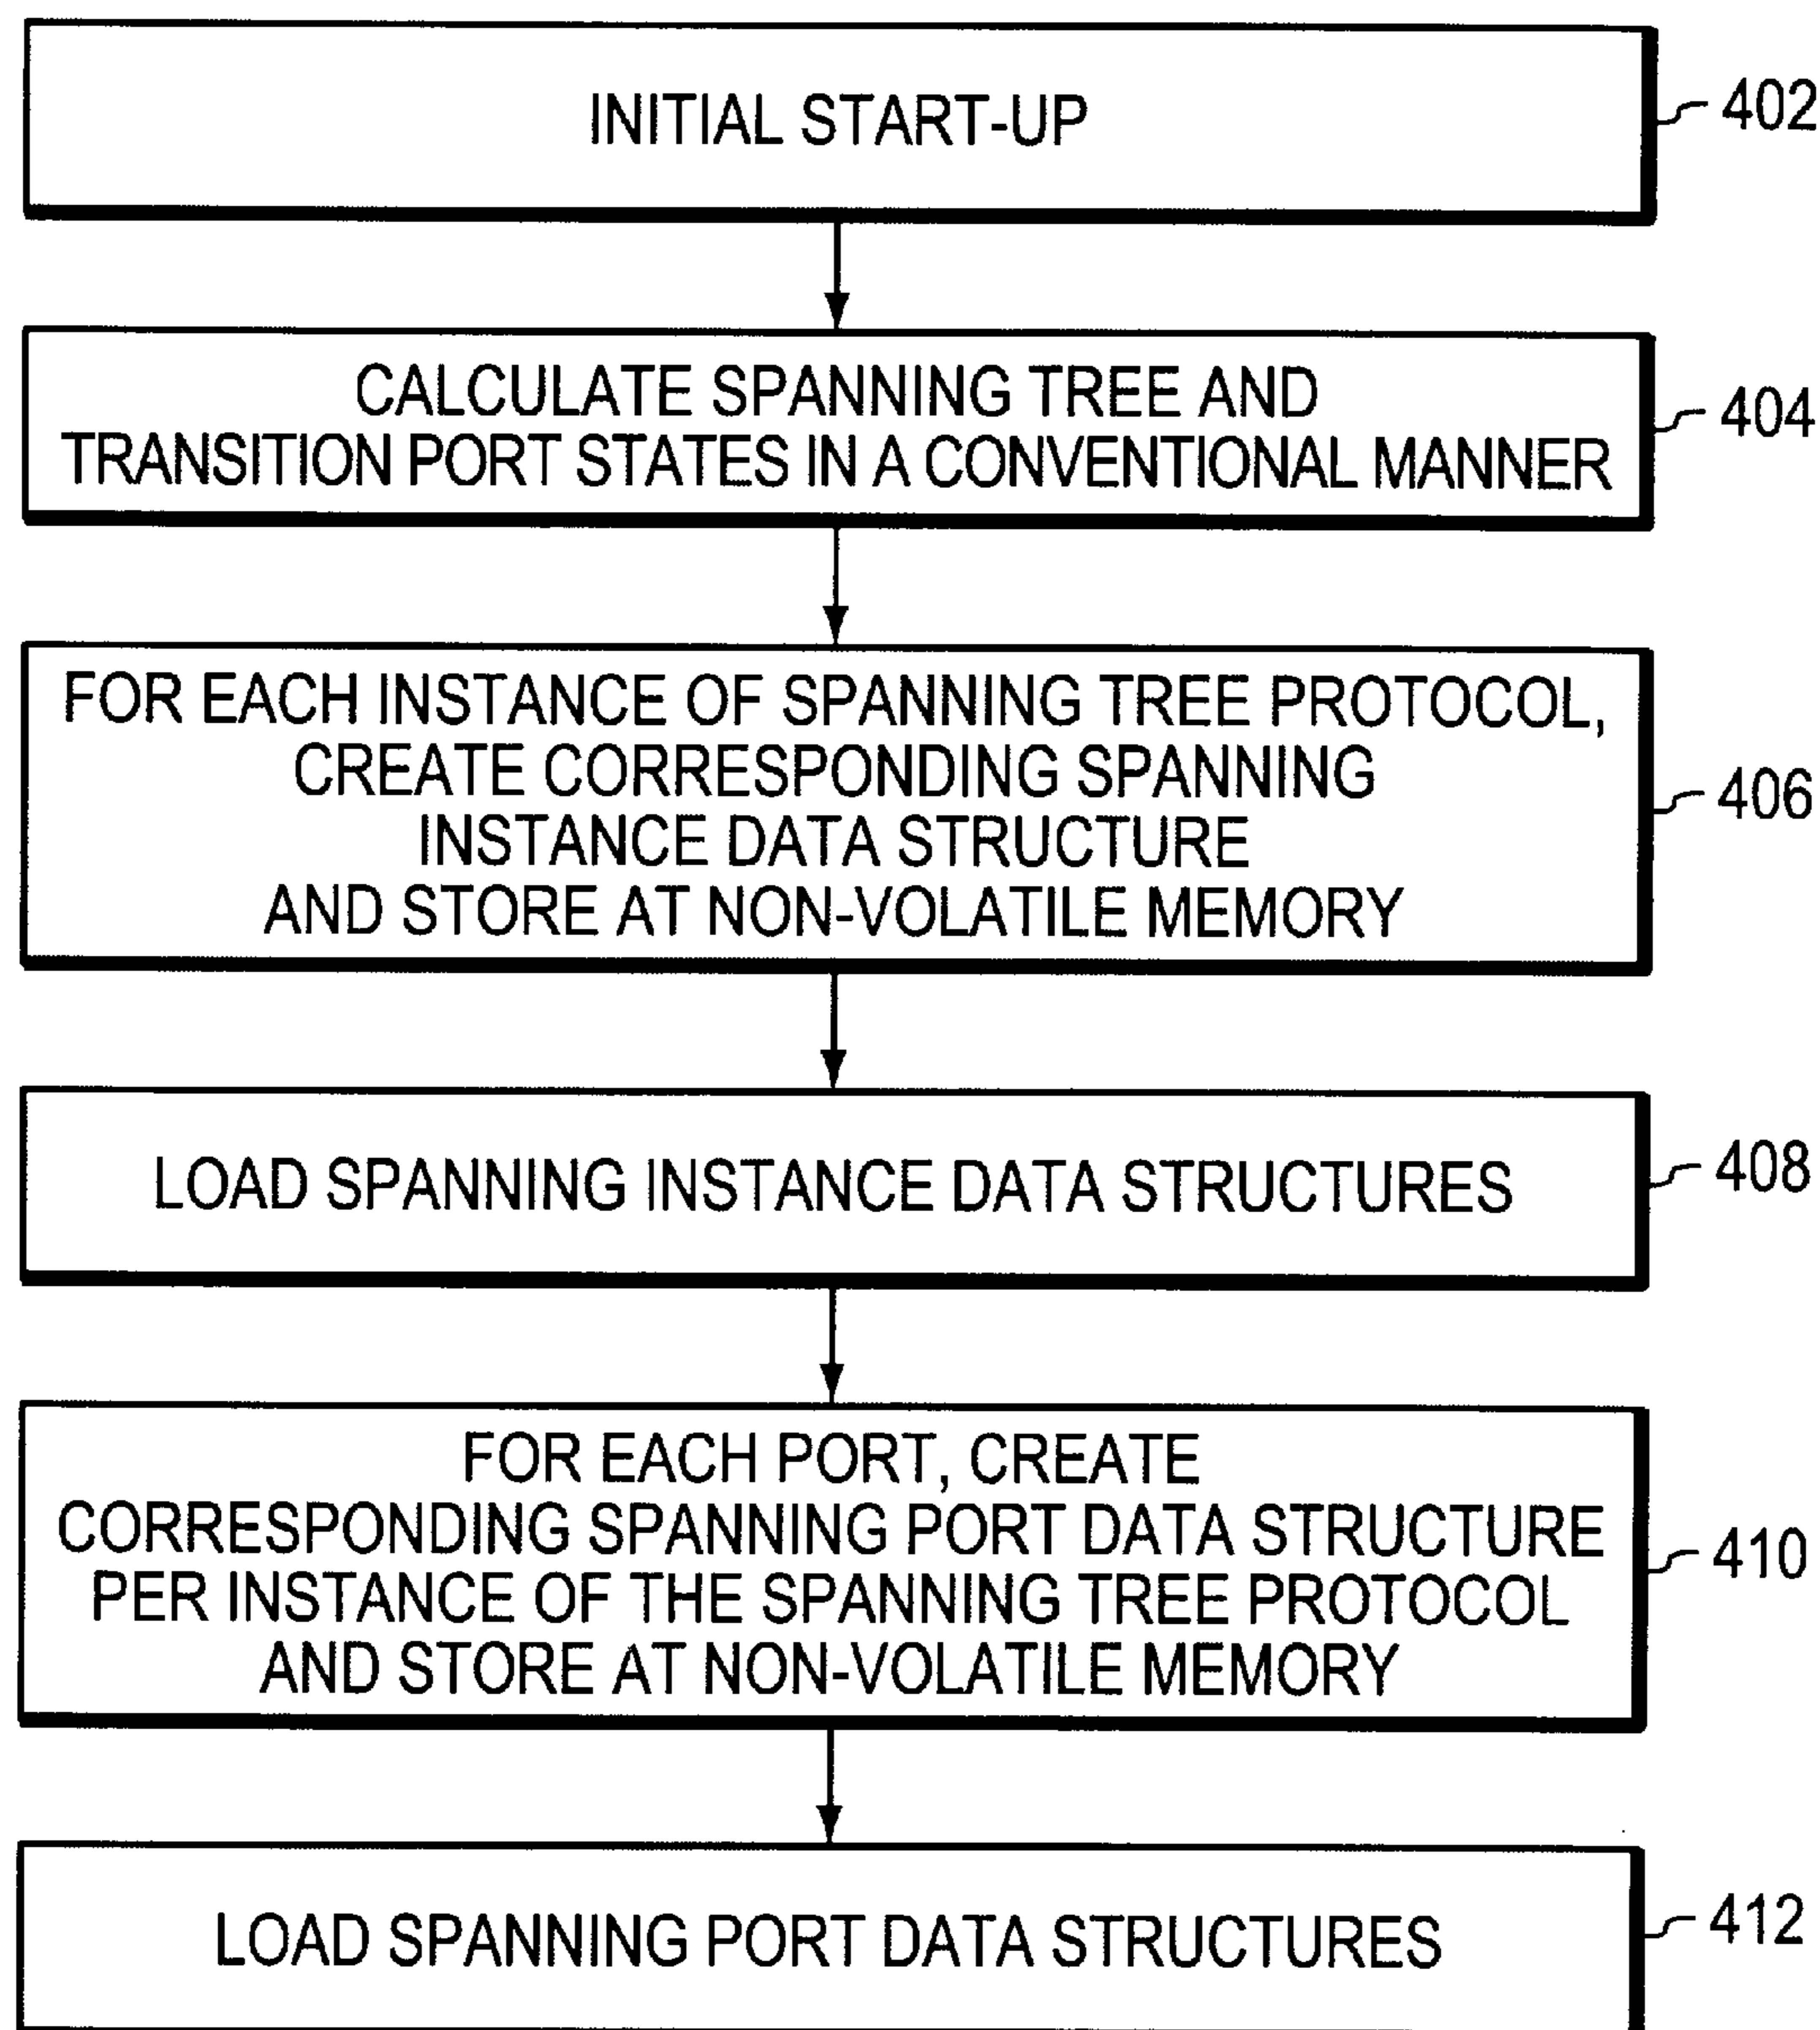 INITIAL START-UP
402
CALCULATE SPANNING TREE AND
TRANSITION PORT STATES IN A CONVENTIONAL MANNER
404
FOR EACH INSTANCE OF SPANNING TREE PROTOCOL,
CREATE CORRESPONDING SPANNING
INSTANCE DATA STRUCTURE
AND STORE AT NON-VOLATILE MEMORY
406
LOAD SPANNING INSTANCE DATA STRUCTURES
408
FOR EACH PORT, CREATE
CORRESPONDING SPANNING PORT DATA STRUCTURE
PER INSTANCE OF THE SPANNING TREE PROTOCOL
AND STORE AT NON-VOLATILE MEMORY
410
LOAD SPANNING PORT DATA STRUCTURES
412